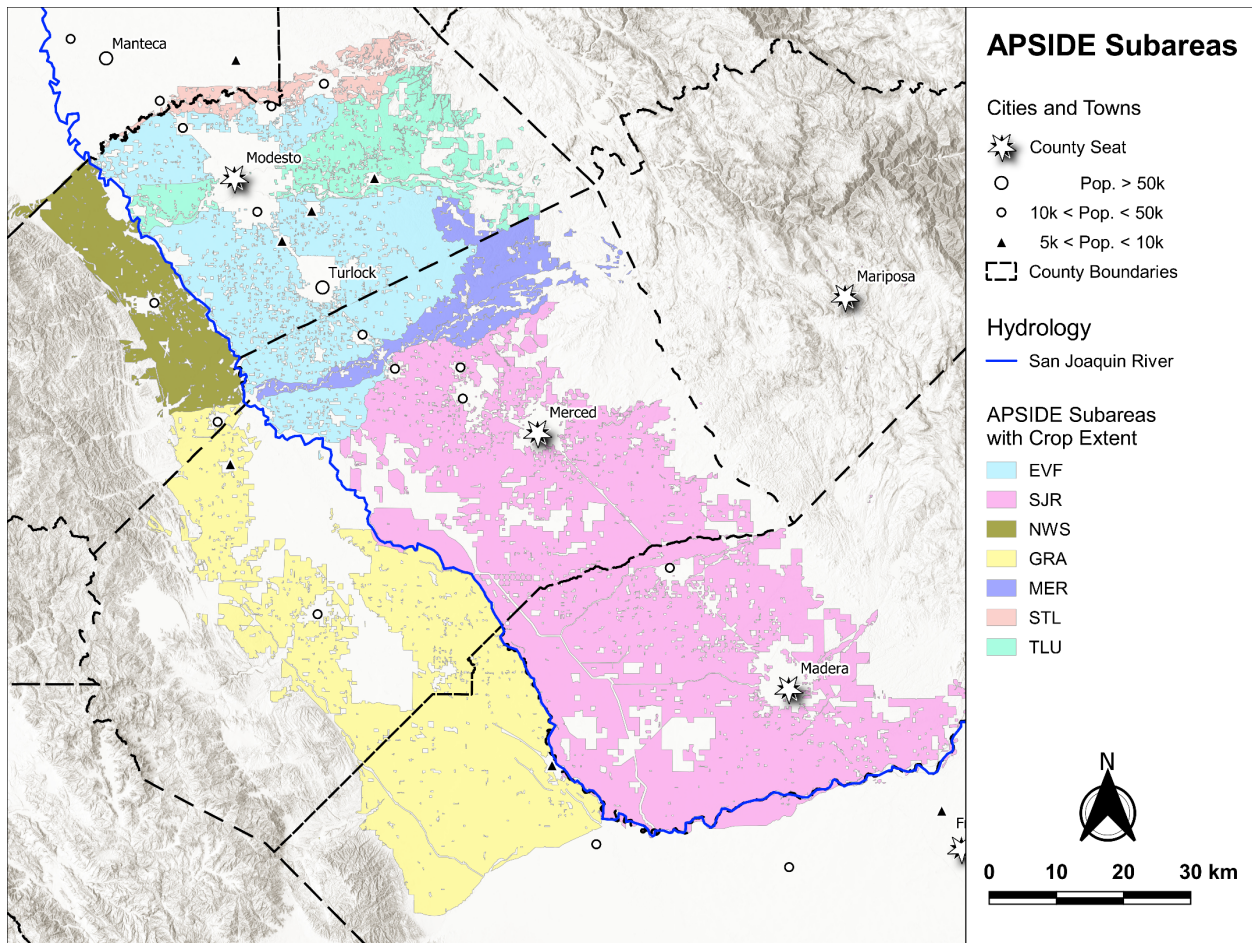 Manteca
Modesto
Turlock
Mariposa
Merced
Madera
APSIDE Subareas
Cities and Towns
County Seat
Pop. > 50k
10k < Pop. < 50k
5k < Pop. < 10k
County Boundaries
Hydrology
San Joaquin River
APSIDE Subareas
with Crop Extent
EVF
SJR
NWS
GRA
MER
STL
TLU
N
0 10 20 30 km